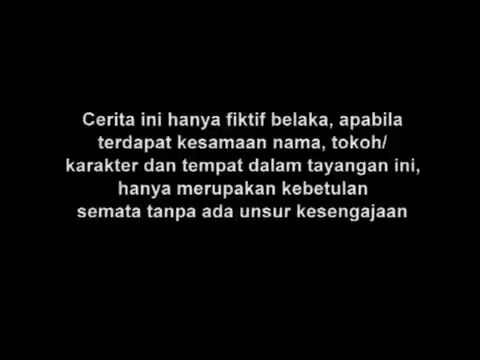 Cerita ini hanya fiktif belaka, apabila
terdapat kesamaan nama, tokoh/
karakter dan tempat dalam tayangan ini,
hanya merupakan kebetulan
semata tanpa ada unsur kesengajaan